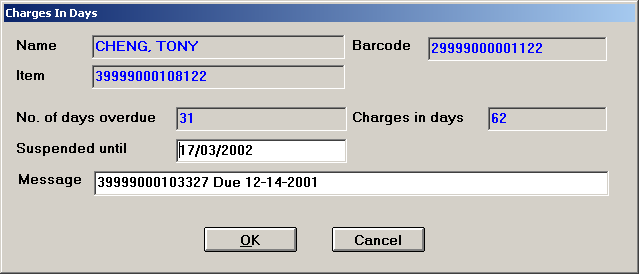 Charges In Days
Name CHENG, TONY Barcode 29999000001122
Item 39999000108122
No. of days overdue 31 Charges in days 62
Suspended until 17/03/2002
Message 39999000103327 Due 12-14-2001
OK Cancel